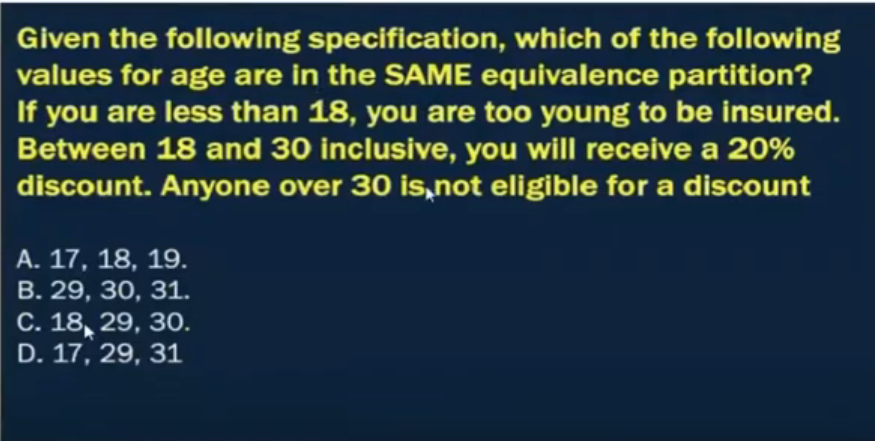 Given the following specification, which of the following
values for age are in the SAME equivalence partition?
If you are less than 18, you are too young to be insured.
Between 18 and 30 inclusive, you will receive a 20%
discount. Anyone over 30 is not eligible for a discount
A. 17, 18, 19.
B. 29, 30, 31.
C. 18, 29, 30.
D. 17, 29, 31